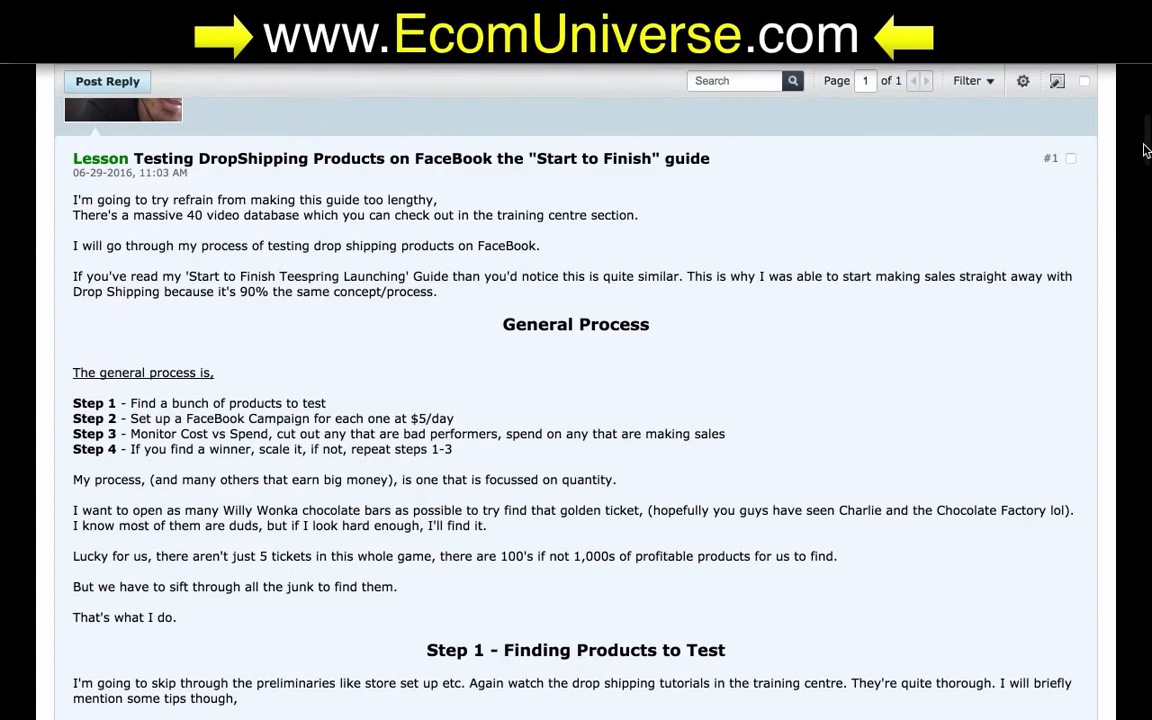 www.EcomUniverse.com
Post Reply
Search
Page 1 of 1
Filter
Lesson Testing DropShipping Products on FaceBook the "Start to Finish" guide
#1
06-29-2016, 11:03 AM
I'm going to try refrain from making this guide too lengthy,
There's a massive 40 video database which you can check out in the training centre section.
I will go through my process of testing drop shipping products on FaceBook.
If you've read my 'Start to Finish Teespring Launching' Guide than you'd notice this is quite similar. This is why I was able to start making sales straight away with
Drop Shipping because it's 90% the same concept/process.
General Process
The general process is,
Step 1 - Find a bunch of products to test
Step 2 - Set up a FaceBook Campaign for each one at $5/day
Step 3 - Monitor Cost vs Spend, cut out any that are bad performers, spend on any that are making sales
Step 4 - If you find a winner, scale it, if not, repeat steps 1-3
My process, (and many others that earn big money), is one that is focussed on quantity.
I want to open as many Willy Wonka chocolate bars as possible to try find that golden ticket, (hopefully you guys have seen Charlie and the Chocolate Factory lol).
I know most of them are duds, but if I look hard enough, I'll find it.
Lucky for us, there aren't just 5 tickets in this whole game, there are 100's if not 1,000s of profitable products for us to find.
But we have to sift through all the junk to find them.
That's what I do.
Step 1 - Finding Products to Test
I'm going to skip through the preliminaries like store set up etc. Again watch the drop shipping tutorials in the training centre. They're quite thorough. I will briefly
mention some tips though,